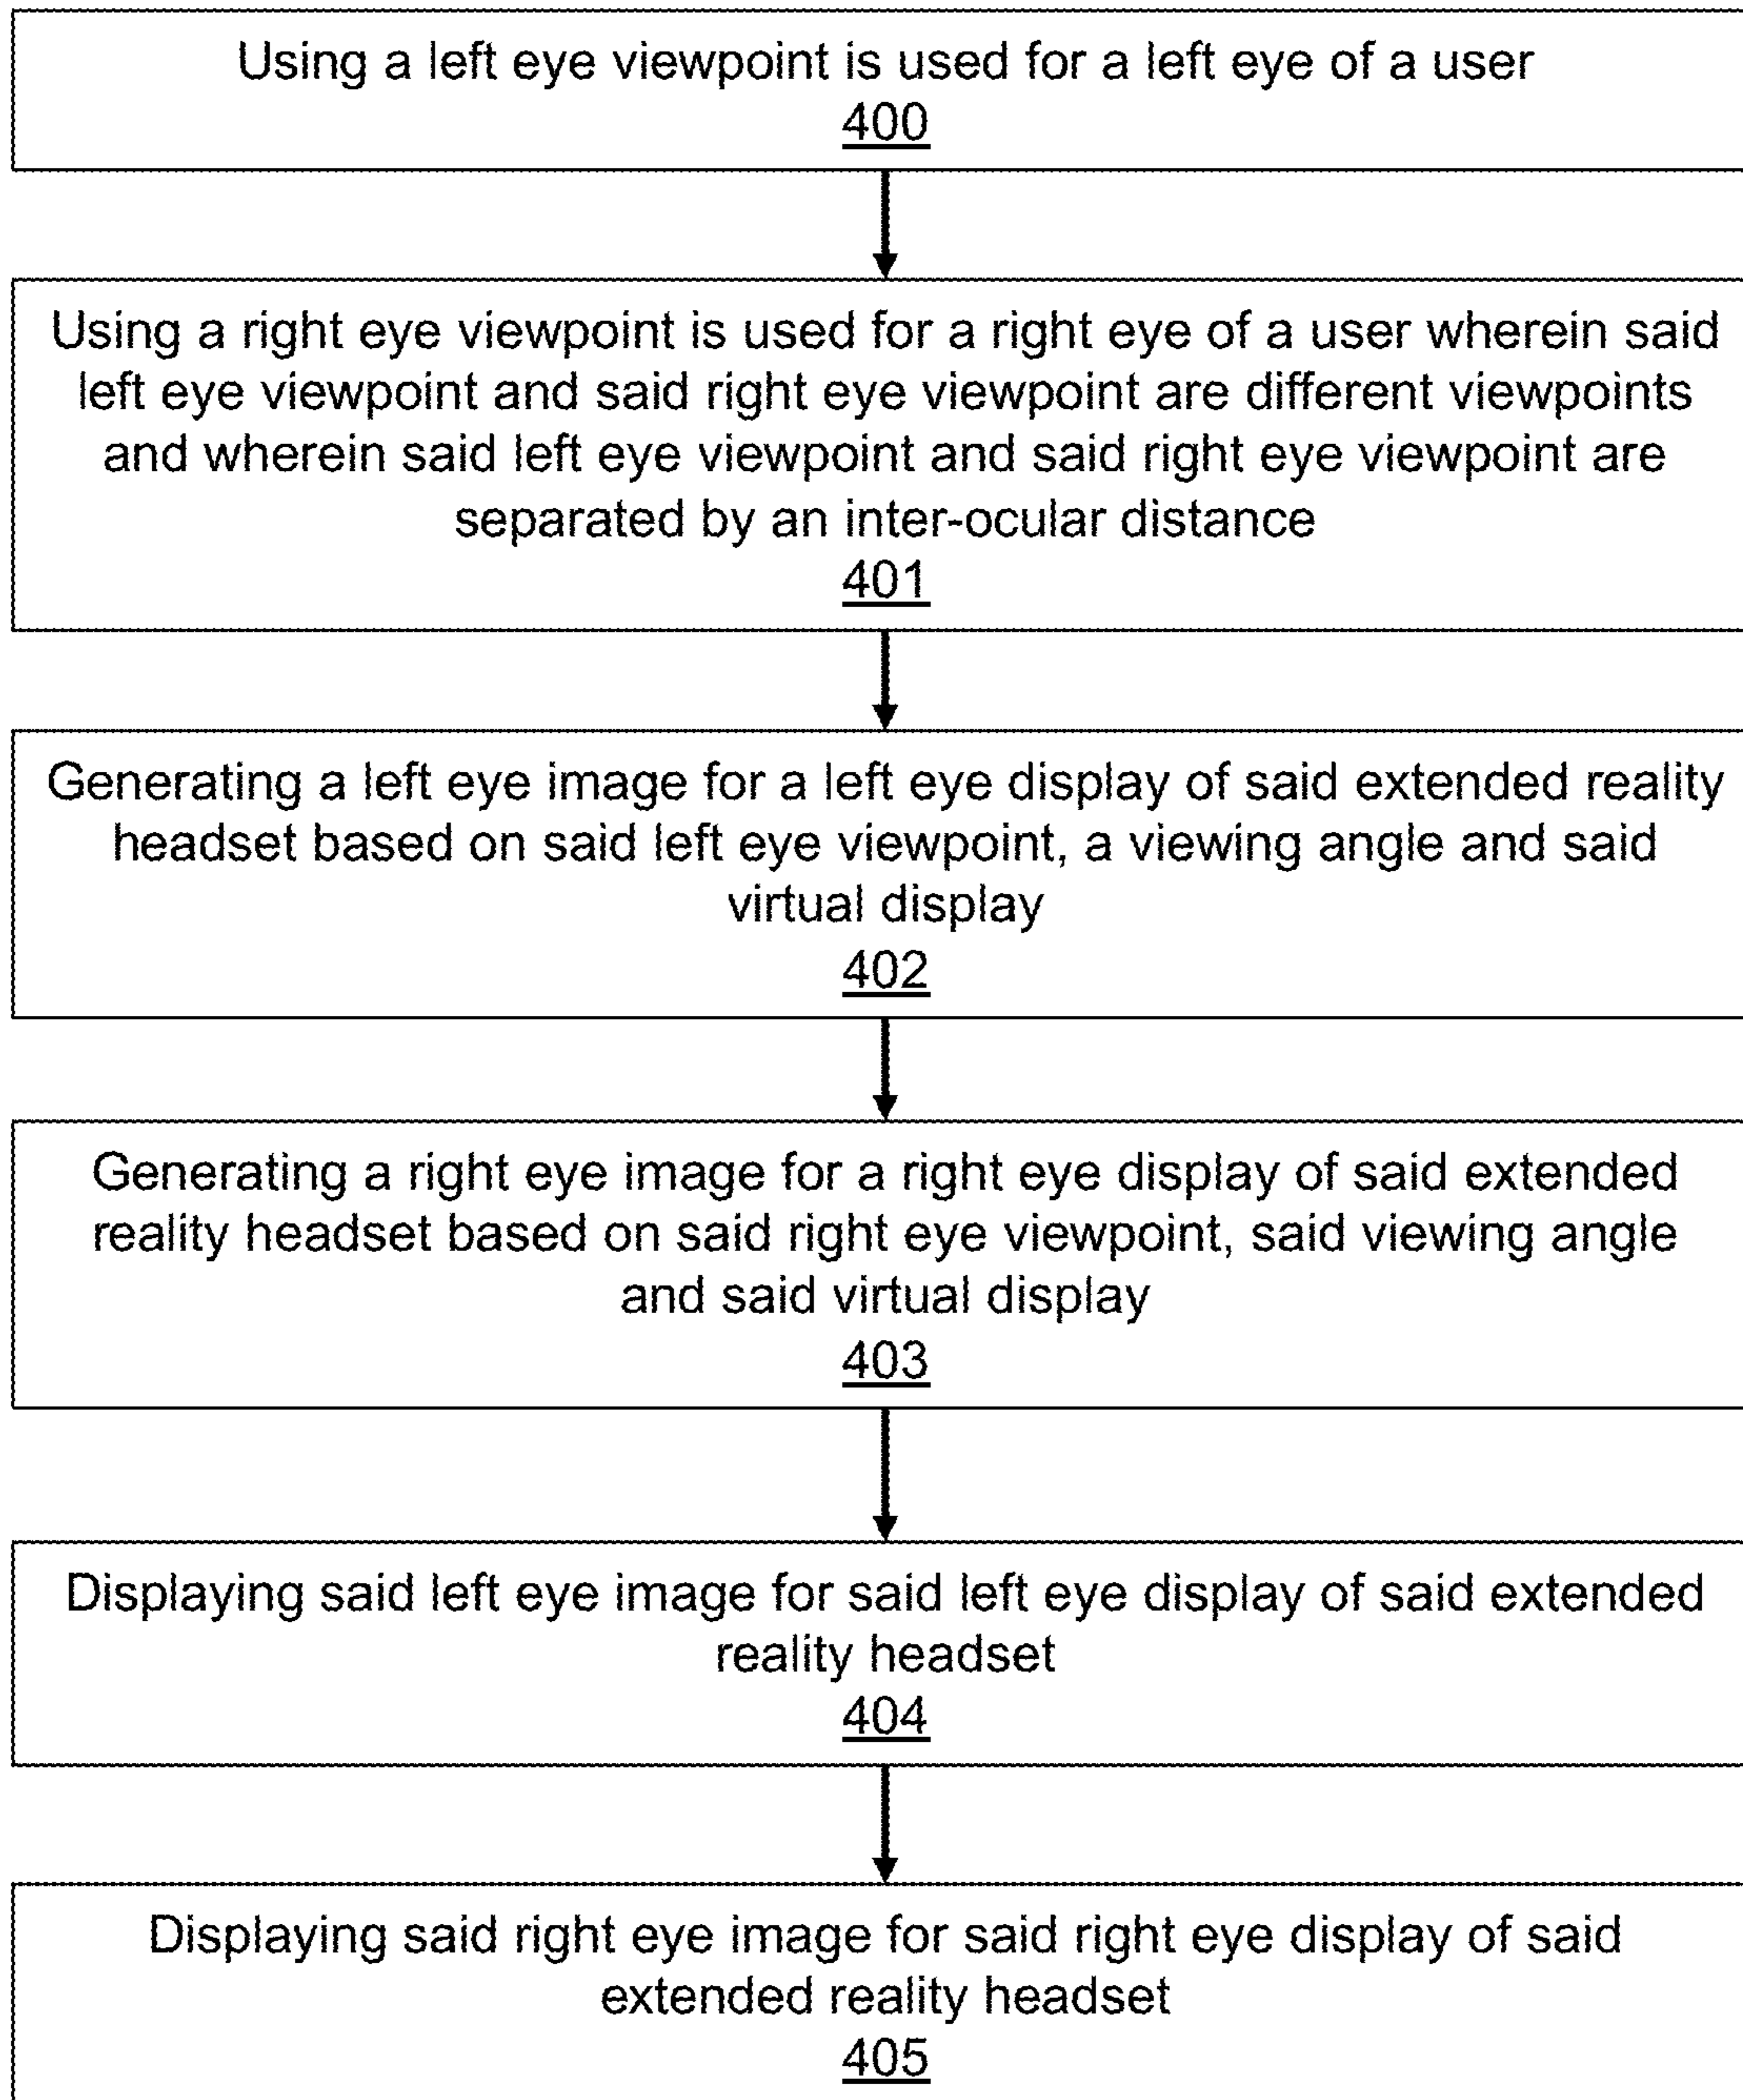 Using a left eye viewpoint is used for a left eye of a user
400
Using a right eye viewpoint is used for a right eye of a user wherein said
left eye viewpoint and said right eye viewpoint are different viewpoints
and wherein said left eye viewpoint and said right eye viewpoint are
separated by an inter-ocular distance
401
Generating a left eye image for a left eye display of said extended reality
headset based on said left eye viewpoint, a viewing angle and said
virtual display
402
Generating a right eye image for a right eye display of said extended
reality headset based on said right eye viewpoint, said viewing angle
and said virtual display
403
Displaying said left eye image for said left eye display of said extended
reality headset
404
Displaying said right eye image for said right eye display of said
extended reality headset
405